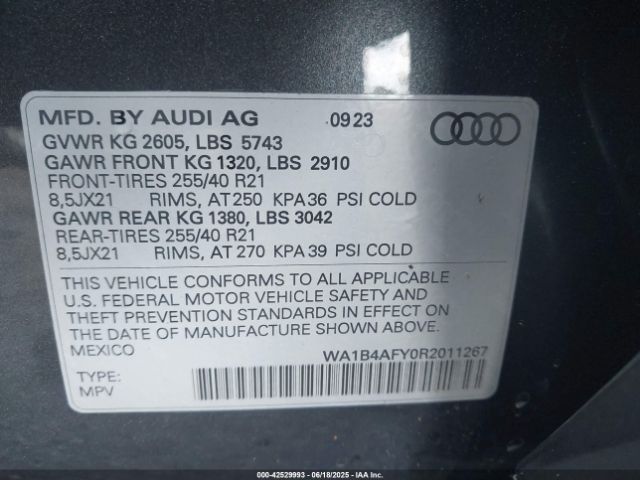 MFD. BY AUDI AG 09 23
GVWR KG 2605, LBS 5743
GAWR FRONT KG 1320, LBS 2910
FRONT-TIRES 255/40 R21
8,5JX21 RIMS, AT 250 KPA 36 PSI COLD
GAWR REAR KG 1380, LBS 3042
REAR-TIRES 255/40 R21
8,5JX21 RIMS, AT 270 KPA 39 PSI COLD
THIS VEHICLE CONFORMS TO ALL APPLICABLE
U.S. FEDERAL MOTOR VEHICLE SAFETY AND
THEFT PREVENTION STANDARDS IN EFFECT ON
THE DATE OF MANUFACTURE SHOWN ABOVE.
MEXICO WA1B4AFY0R2011267
TYPE:
MPV
000-42529993 - 06/18/2025 - IAA Inc.